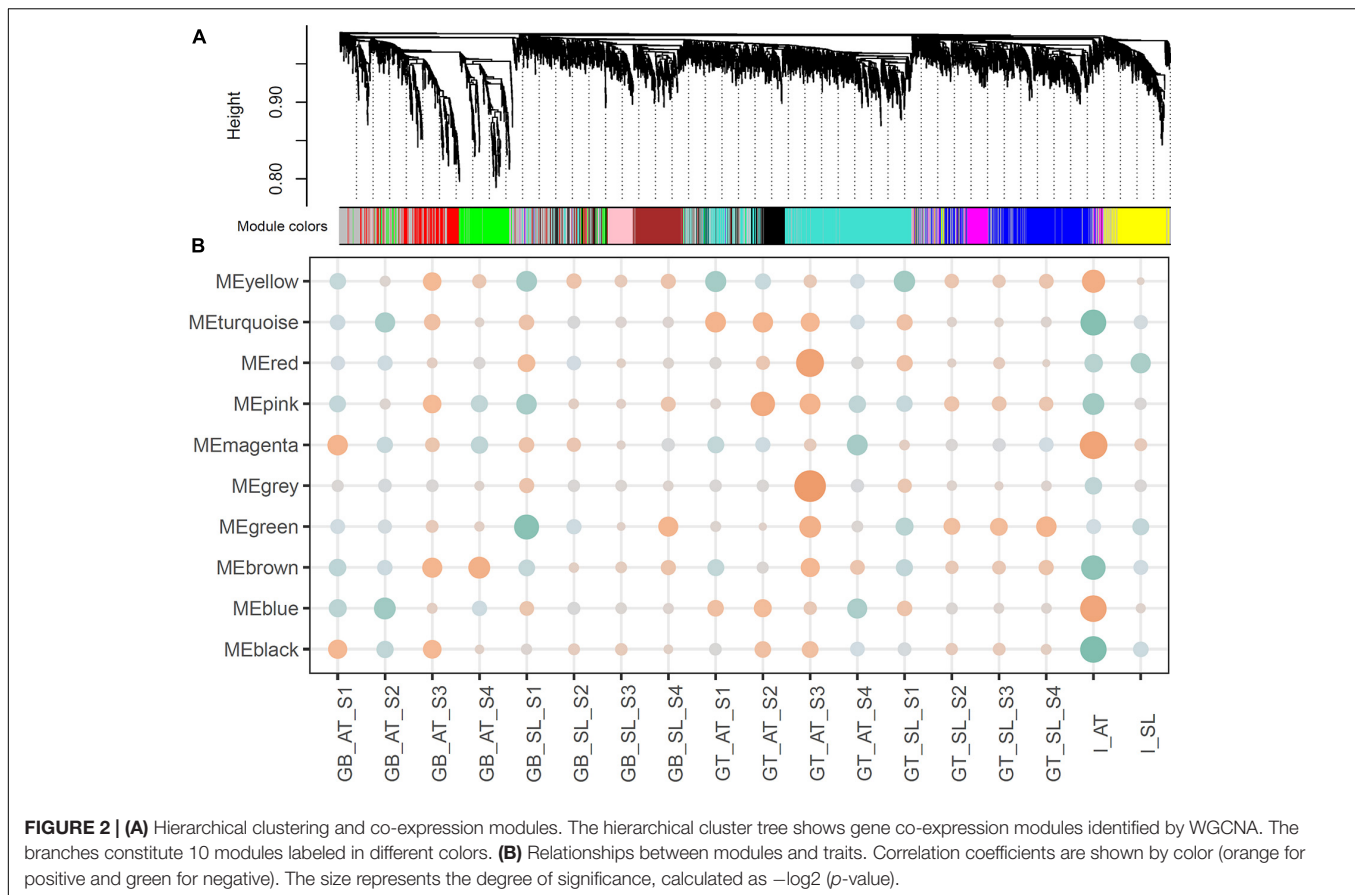 A
Height
0.90
0.80
Module colors
B
MEyellow
MEturquoise
MEred
MEpink
MEmagenta
MEgrey
MEgreen
MEbrown
MEblue
MEblack
GB_AT_S1
GB_AT_S2
GB_AT_S3
GB_AT_S4
GB_SL_S1
GB_SL_S2
GB_SL_S3
GB_SL_S4
GT_AT_S1
GT_AT_S2
GT_AT_S3
GT_AT_S4
GT_SL_S1
GT_SL_S2
GT_SL_S3
GT_SL_S4
I_AT
I_SL
FIGURE 2 | (A) Hierarchical clustering and co-expression modules. The hierarchical cluster tree shows gene co-expression modules identified by WGCNA. The
branches constitute 10 modules labeled in different colors. (B) Relationships between modules and traits. Correlation coefficients are shown by color (orange for
positive and green for negative). The size represents the degree of significance, calculated as −log2 (p-value).